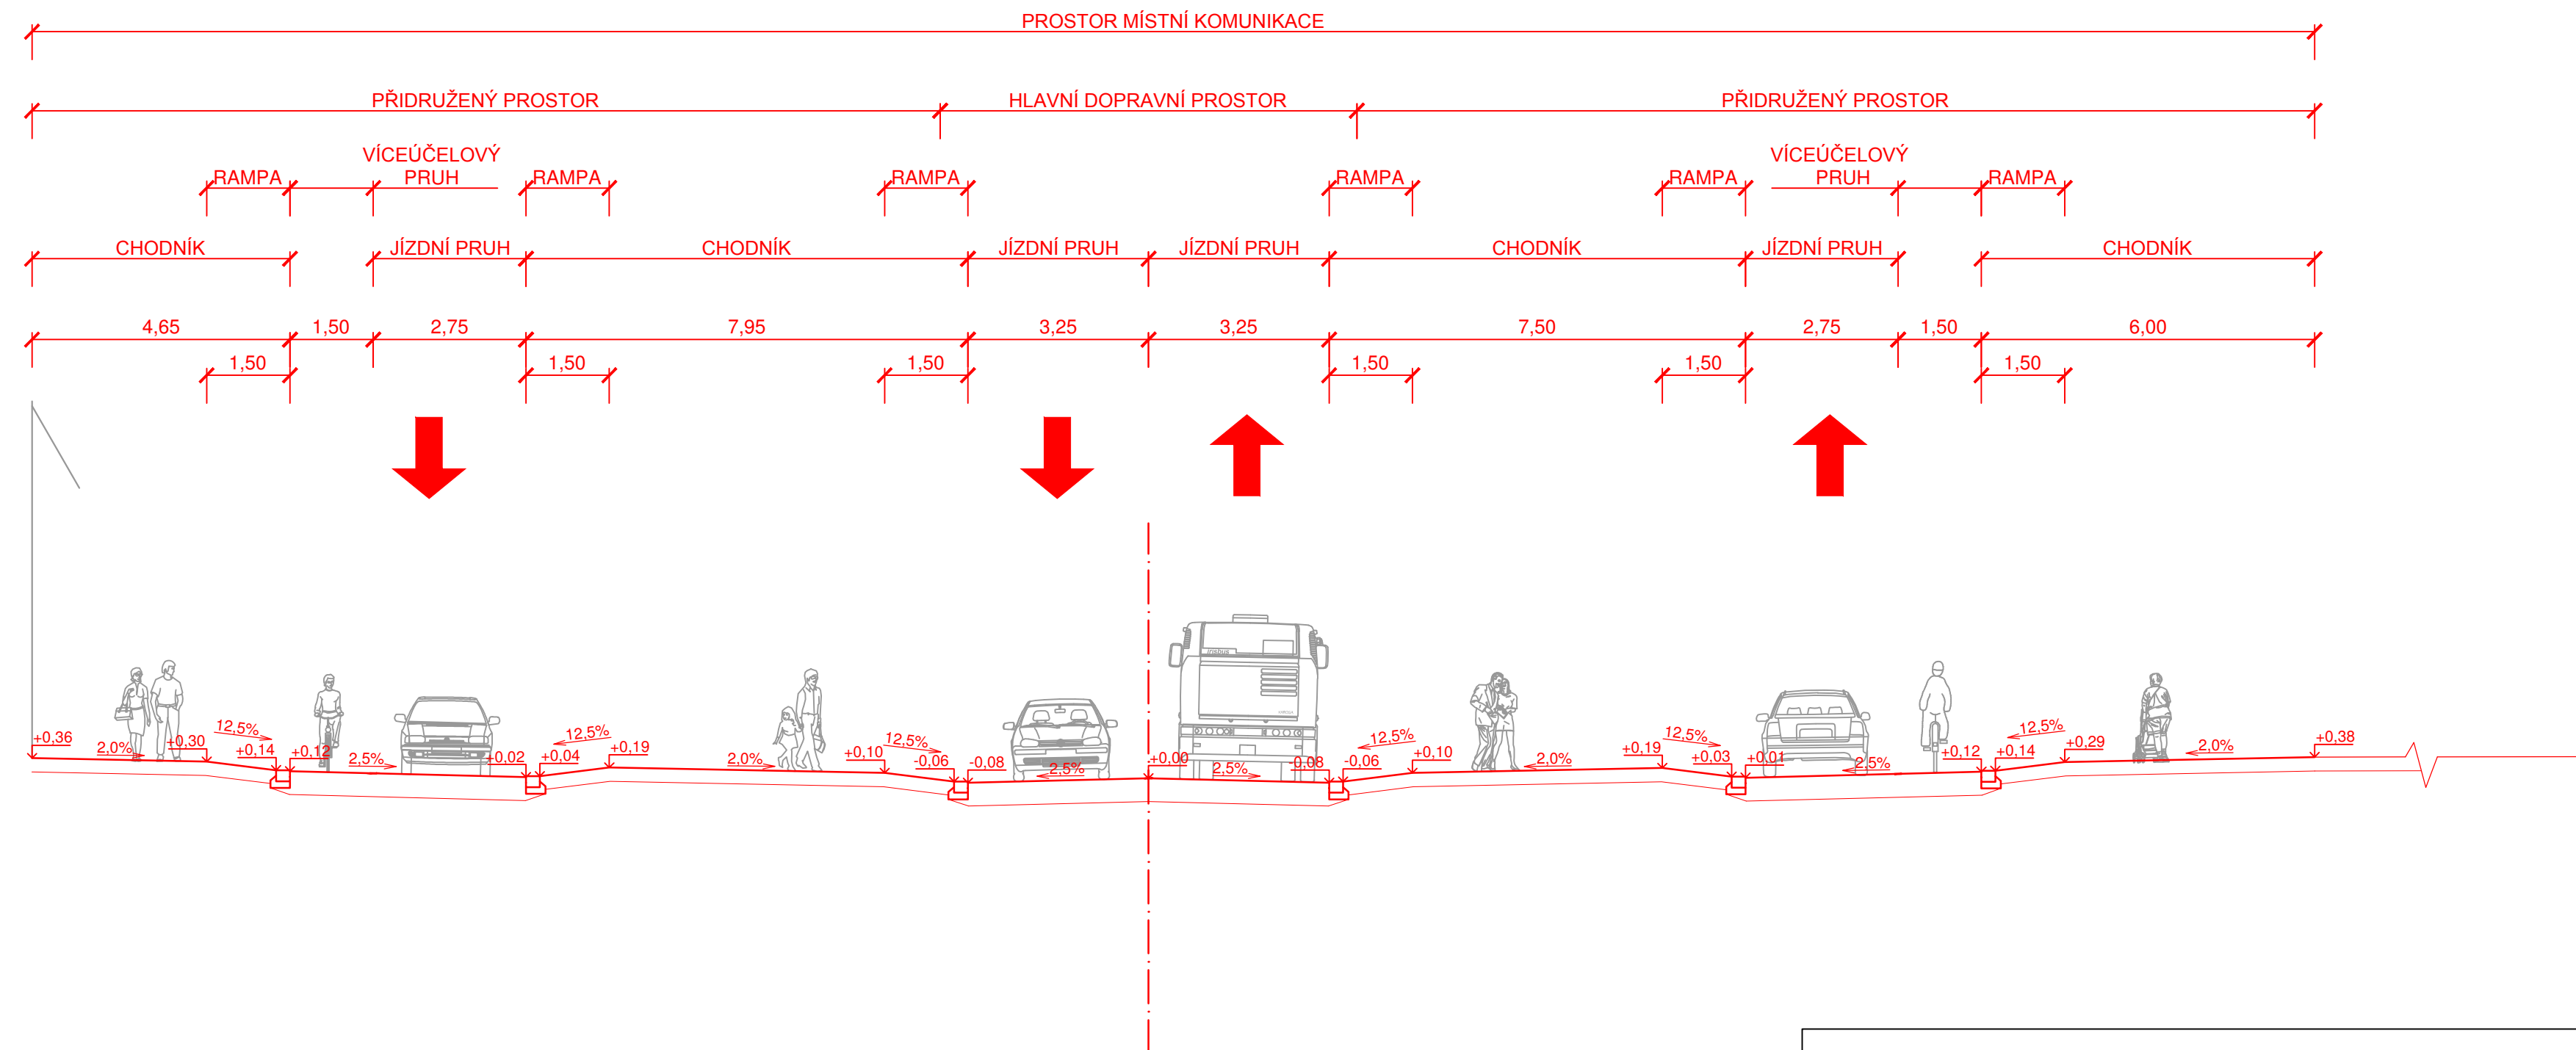 PROSTOR MÍSTNÍ KOMUNIKACE
PŘIDRUŽENÝ PROSTOR HLAVNÍ DOPRAVNÍ PROSTOR PŘIDRUŽENÝ PROSTOR
VÍCEÚČELOVÝ VÍCEÚČELOVÝ
RAMPA PRUH RAMPA RAMPA RAMPA RAMPA PRUH RAMPA
CHODNÍK JÍZDNÍ PRUH CHODNÍK JÍZDNÍ PRUH JÍZDNÍ PRUH CHODNÍK JÍZDNÍ PRUH CHODNÍK
4,65 1,50 2,75 7,95 3,25 3,25 7,50 2,75 1,50 6,00
1,50 1,50 1,50 1,50 1,50 1,50
12,5% 12,5% 12,5% 12,5% 12,5% 12,5%
+0,36 +0,30 +0,19 +0,10 +0,10 +0,19 +0,29 +0,38
2,0% +0,14 +0,12 2,5% +0,02 +0,04 2,0% -0,06 -0,08 +0,00 -0,08 -0,06 2,0% +0,03 +0,01 2,5% +0,12 +0,14 2,0%
2,5% 2,5%